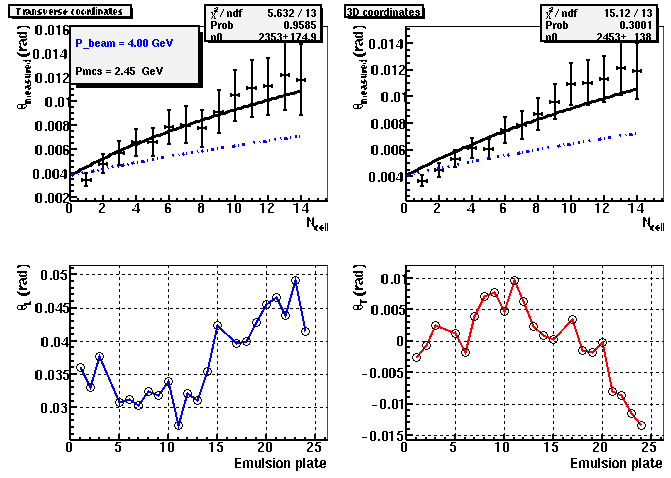 Transverse coordinates
χ²/ndf 5.632 / 13
Prob 0.9585
p0 2353±174.9
P_beam = 4.00 GeV
Pmcs = 2.45 GeV
θmeasured (rad)
0.016
0.014
0.012
0.01
0.008
0.006
0.004
0.002
0 2 4 6 8 10 12 14
Ncell
3D coordinates
χ²/ndf 15.12 / 13
Prob 0.3001
p0 2453± 138
θmeasured (rad)
0.014
0.012
0.01
0.008
0.006
0.004
0 2 4 6 8 10 12 14
Ncell
θL (rad)
0.05
0.045
0.04
0.035
0.03
0 5 10 15 20 25
Emulsion plate
θT (rad)
0.01
0.005
0
−0.005
−0.01
−0.015
0 5 10 15 20 25
Emulsion plate